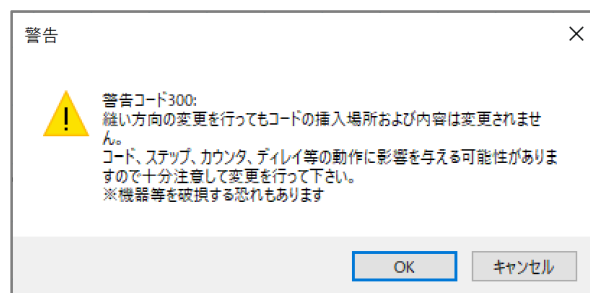 警告
警告コード300:
縫い方向の変更を行ってもコードの挿入場所および内容は変更されませ
ん。
コード、ステップ、カウンタ、ディレイ等の動作に影響を与える可能性がありま
すので十分注意して変更を行って下さい。
※機器等を破損する恐れもあります
OK
キャンセル